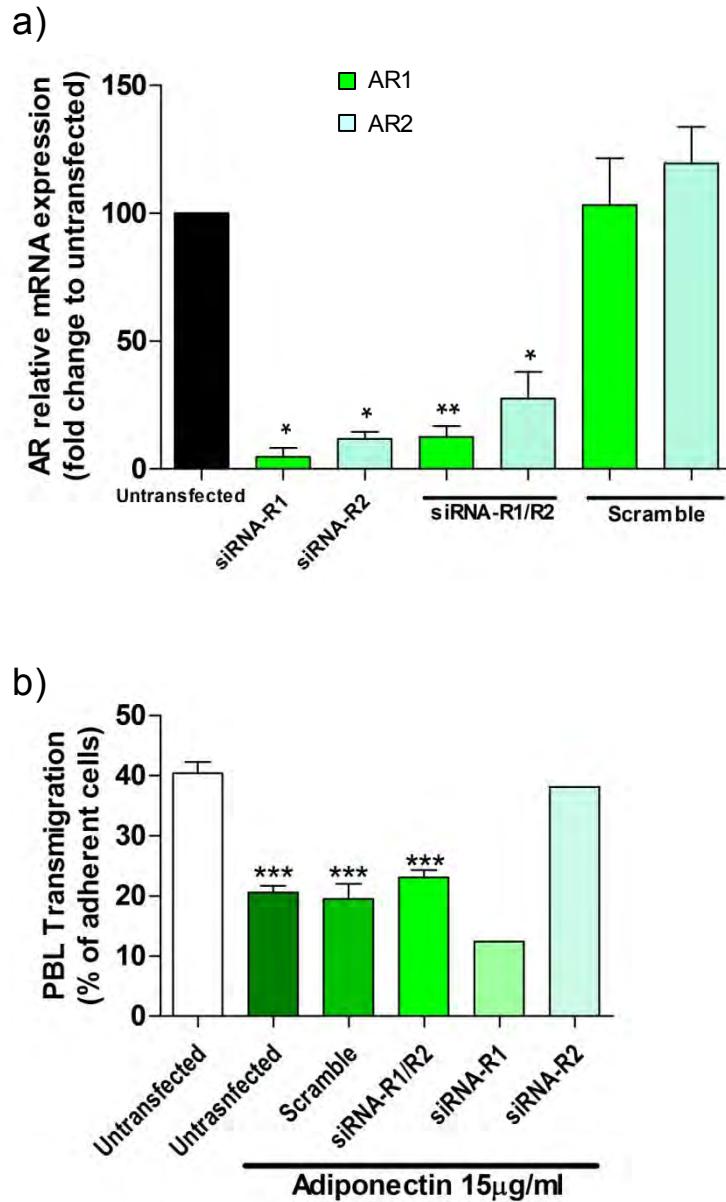 a)
AR relative mRNA expression
(fold change to untransfected)
150
100
50
0
AR1
AR2
*
*
**
*
Untransfected
siRNA-R1
siRNA-R2
siRNA-R1/R2
Scramble
b)
PBL Transmigration
(% of adherent cells)
50
40
30
20
10
0
***
***
***
Untransfected
Untrasnfected
Scramble
siRNA-R1/R2
siRNA-R1
siRNA-R2
Adiponectin 15µg/ml